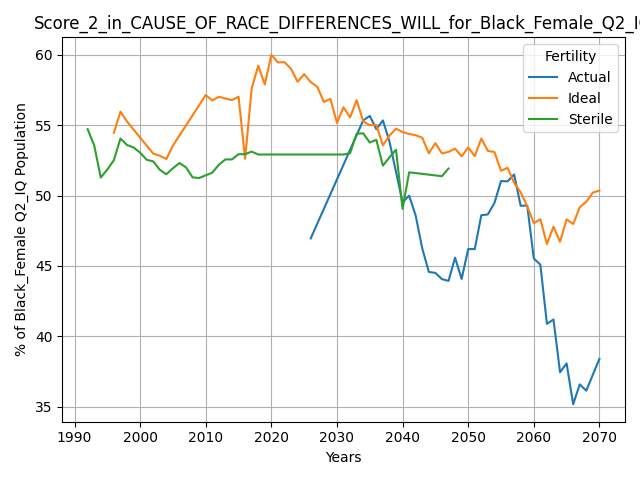 Score_2_in_CAUSE_OF_RACE_DIFFERENCES_WILL_for_Black_Female_Q2_IQ
Fertility
Actual
Ideal
Sterile
% of Black_Female Q2_IQ Population
60
55
50
45
40
35
1990 2000 2010 2020 2030 2040 2050 2060 2070
Years